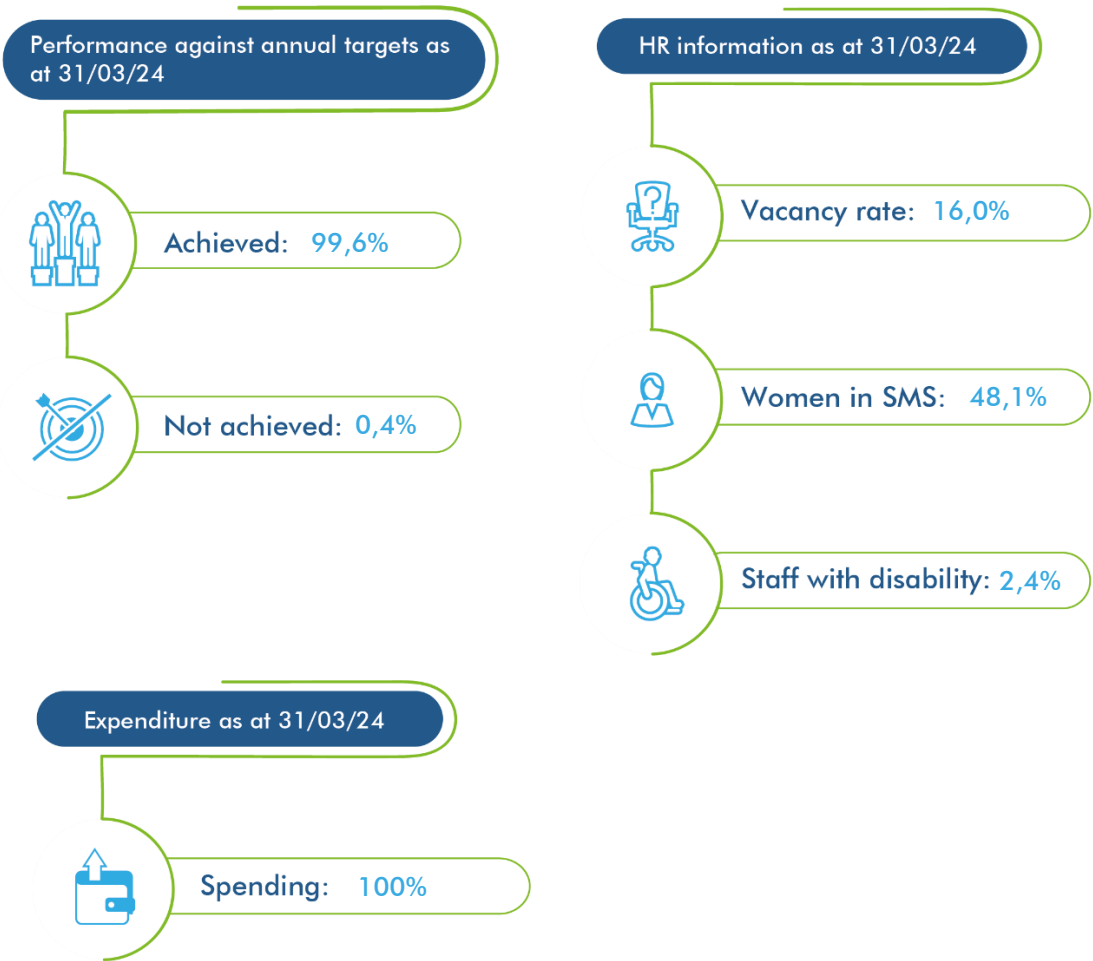 Performance against annual targets as
at 31/03/24
Achieved: 99,6%
Not achieved: 0,4%
HR information as at 31/03/24
?
Vacancy rate: 16,0%
Women in SMS: 48,1%
Staff with disability: 2,4%
Expenditure as at 31/03/24
Spending: 100%